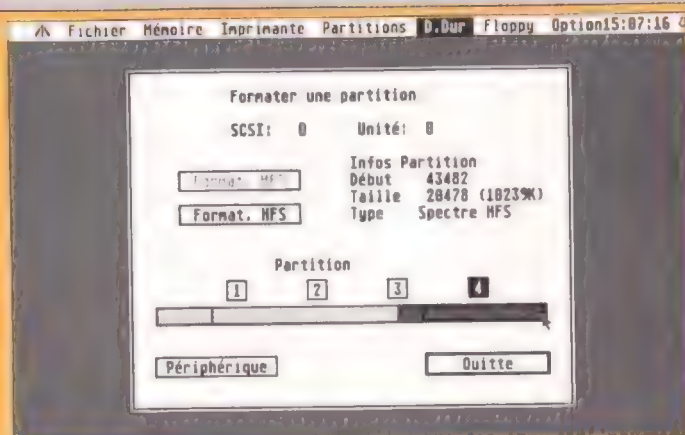 Fichier Mémoire Imprimante Partitions D.Dur Floppy Option15:07:16
Formater une partition
SCSI: 0 Unité: 0
Format. HFS
Infos Partition
Début 43482
Taille 20478 (10239K)
Type Spectre HFS
Partition
1 2 3 4
Périphérique
Quitte